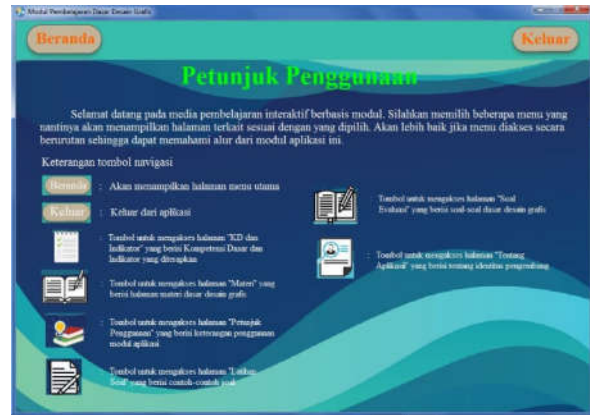 Modul Pembelajaran Dasar Desain Grafis
Beranda
Keluar
Petunjuk Penggunaan
Selamat datang pada media pembelajaran interaktif berbasis modul. Silahkan memilih beberapa menu yang
nantinya akan menampilkan halaman terkait sesuai dengan yang dipilih. Akan lebih baik jika menu diakses secara
berurutan sehingga dapat memahami alur dari modul aplikasi ini.
Keterangan tombol navigasi
Beranda : Akan menampilkan halaman menu utama
Keluar : Keluar dari aplikasi
: Tombol untuk mengakses halaman "KD dan
Indikator" yang berisi Kompetensi Dasar dan
Indikator yang diterapkan
: Tombol untuk mengakses halaman "Materi" yang
berisi halaman materi dasar desain grafis
: Tombol untuk mengakses halaman "Petunjuk
Penggunaan" yang berisi keterangan penggunaan
modul aplikasi
: Tombol untuk mengakses halaman "Latihan
Soal" yang berisi contoh-contoh soal
Tombol untuk mengakses halaman "Soal
Evaluasi" yang berisi soal-soal dasar desain grafis
: Tombol untuk mengakses halaman "Tentang
Aplikasi" yang berisi tentang identitas pengembang